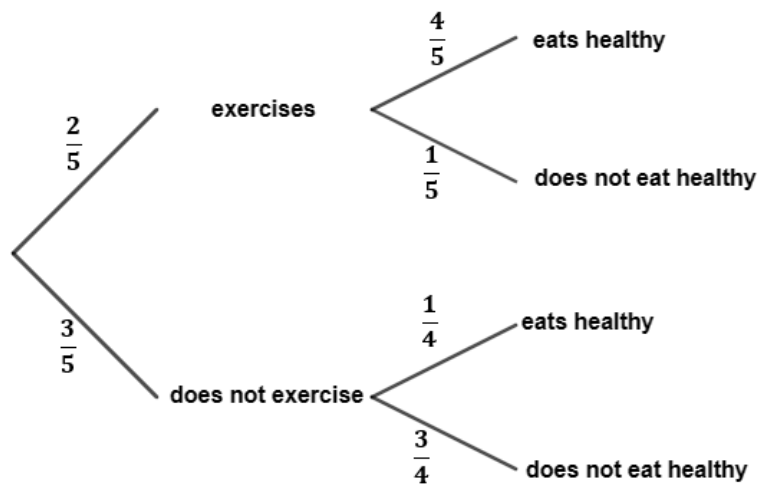 4/5
eats healthy
exercises
2/5
1/5
does not eat healthy
1/4
eats healthy
3/5
does not exercise
3/4
does not eat healthy